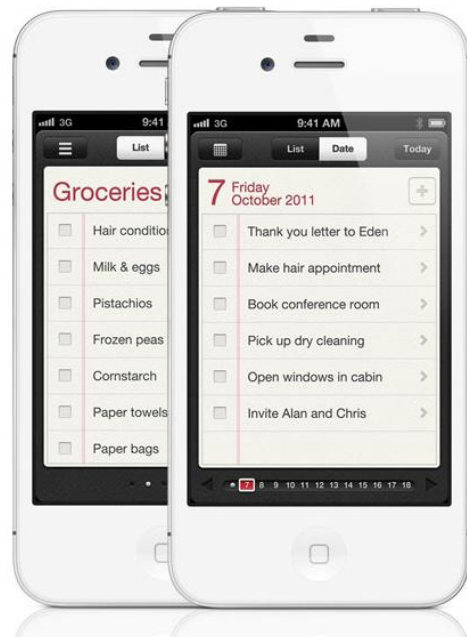 3G 9:41
List
Groceries
Hair conditio
Milk & eggs
Pistachios
Frozen peas
Cornstarch
Paper towels
Paper bags
3G 9:41 AM
List Date Today
7 Friday
October 2011
+
Thank you letter to Eden
Make hair appointment
Book conference room
Pick up dry cleaning
Open windows in cabin
Invite Alan and Chris
7 8 9 10 11 12 13 14 15 16 17 18